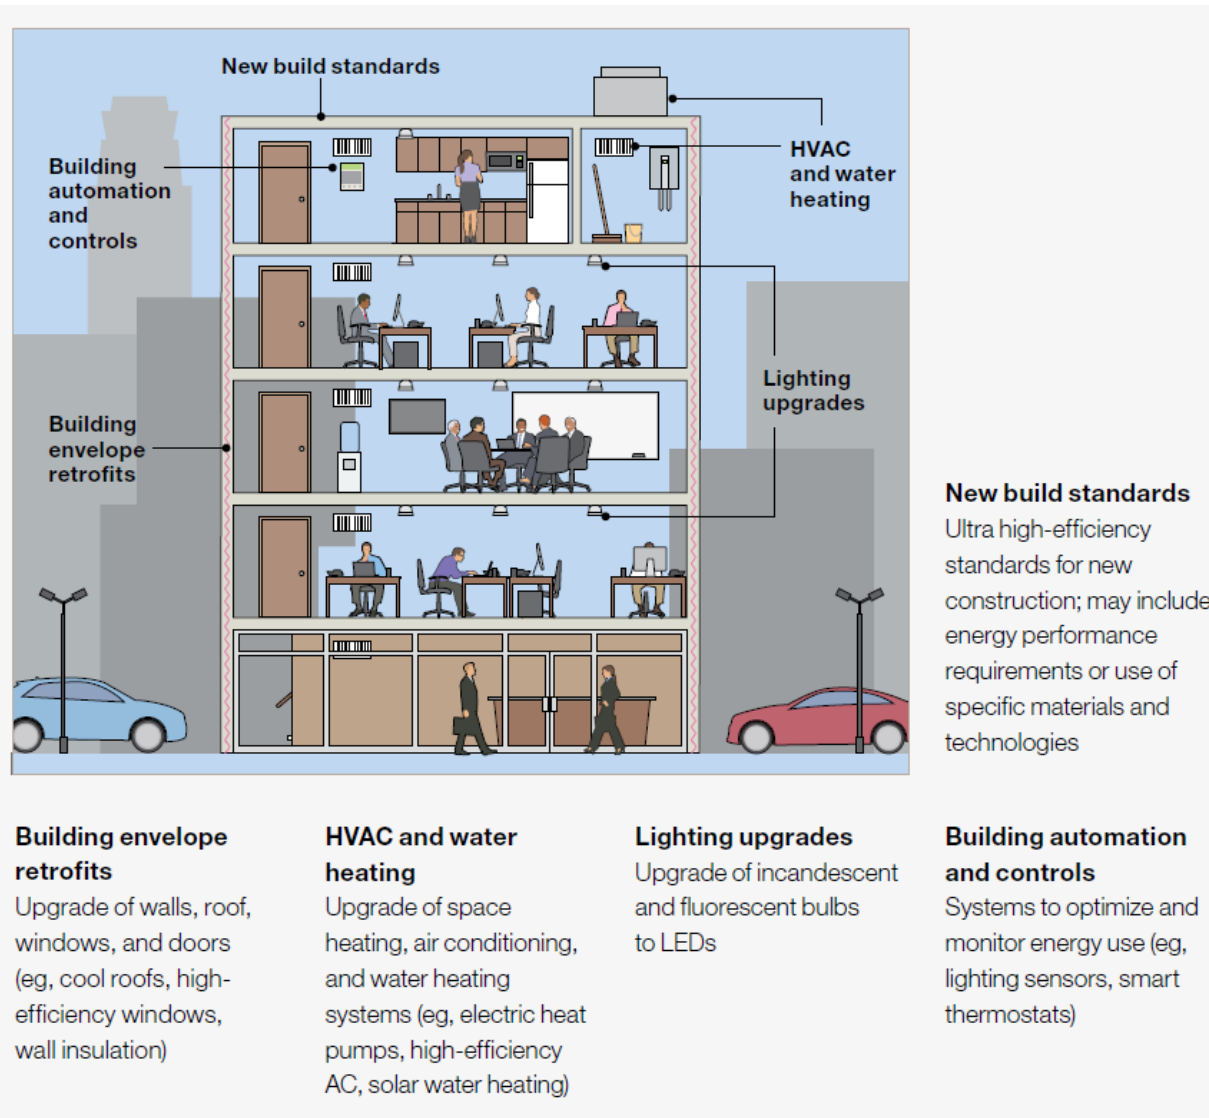 New build standards
HVAC
and water
heating
Building
automation
and
controls
Lighting
upgrades
Building
envelope
retrofits
New build standards
Ultra high-efficiency
standards for new
construction; may include
energy performance
requirements or use of
specific materials and
technologies
Building envelope
retrofits
Upgrade of walls, roof,
windows, and doors
(eg, cool roofs, high-
efficiency windows,
wall insulation)
HVAC and water
heating
Upgrade of space
heating, air conditioning,
and water heating
systems (eg, electric heat
pumps, high-efficiency
AC, solar water heating)
Lighting upgrades
Upgrade of incandescent
and fluorescent bulbs
to LEDs
Building automation
and controls
Systems to optimize and
monitor energy use (eg,
lighting sensors, smart
thermostats)